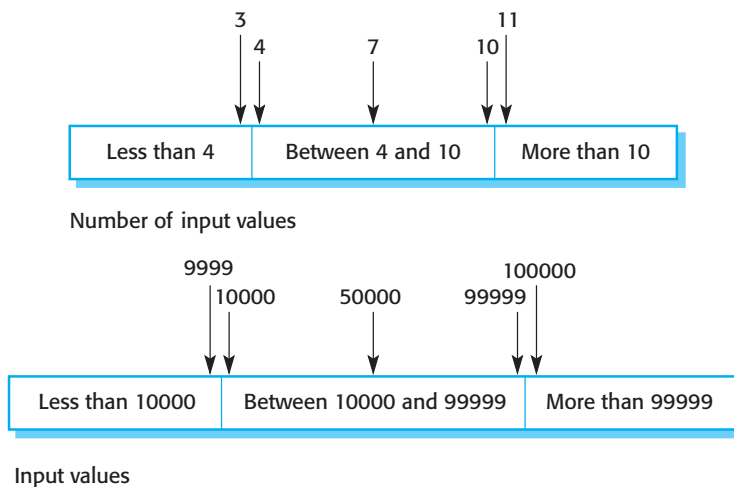 3 11
4 7 10
Less than 4 Between 4 and 10 More than 10
Number of input values
9999 100000
10000 50000 99999
Less than 10000 Between 10000 and 99999 More than 99999
Input values